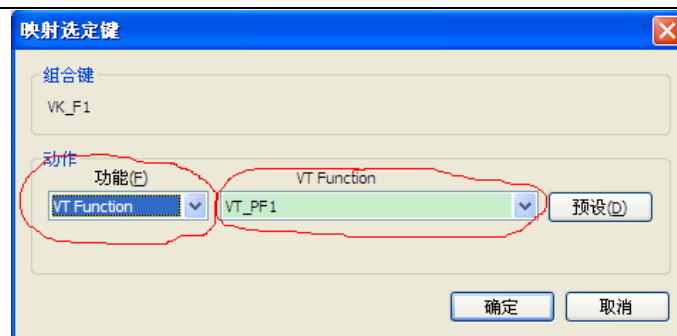 映射选定键
组合键
VK_F1
动作
功能(F) VT Function
VT Function VT_PF1 预设(D)
确定 取消